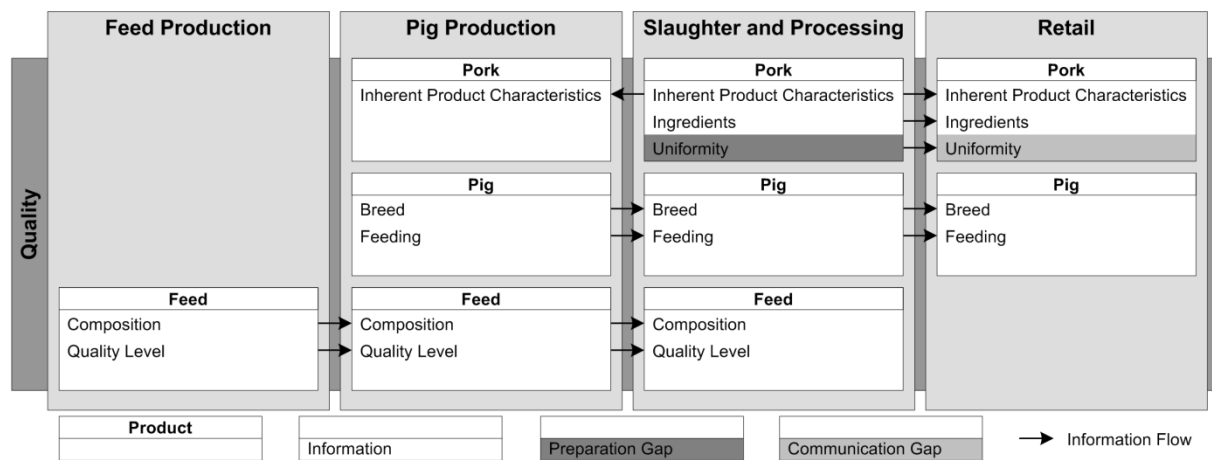 Feed Production
Pig Production
Slaughter and Processing
Retail
Quality
Pork
Inherent Product Characteristics
Pork
Inherent Product Characteristics
Ingredients
Uniformity
Pork
Inherent Product Characteristics
Ingredients
Uniformity
Pig
Breed
Feeding
Pig
Breed
Feeding
Pig
Breed
Feeding
Feed
Composition
Quality Level
Feed
Composition
Quality Level
Feed
Composition
Quality Level
Product
Information
Preparation Gap
Communication Gap
Information Flow